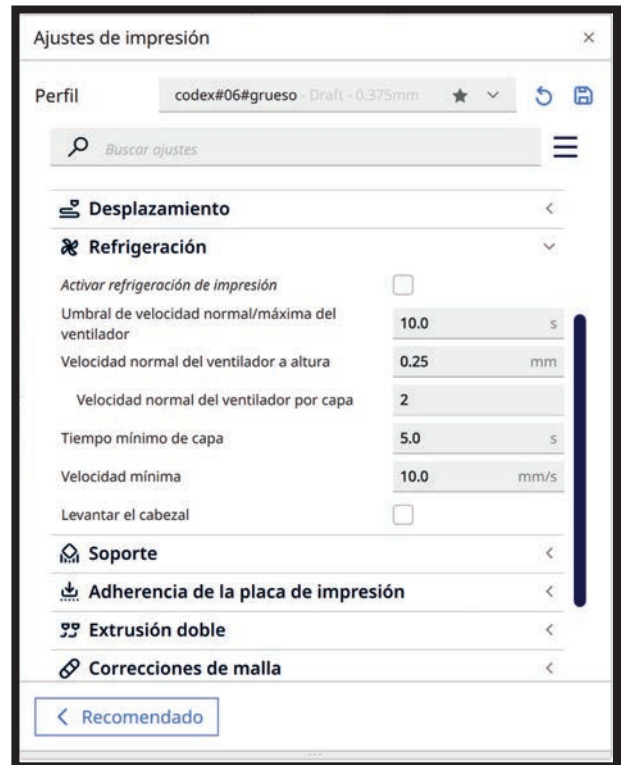 Ajustes de impresión
Perfil codex#06#grueso - Draft - 0.375mm
Buscar ajustes
Desplazamiento
Refrigeración
Activar refrigeración de impresión
Umbral de velocidad normal/máxima del
ventilador 10.0 s
Velocidad normal del ventilador a altura 0.25 mm
Velocidad normal del ventilador por capa 2
Tiempo mínimo de capa 5.0 s
Velocidad mínima 10.0 mm/s
Levantar el cabezal
Soporte
Adherencia de la placa de impresión
Extrusión doble
Correcciones de malla
Recomendado